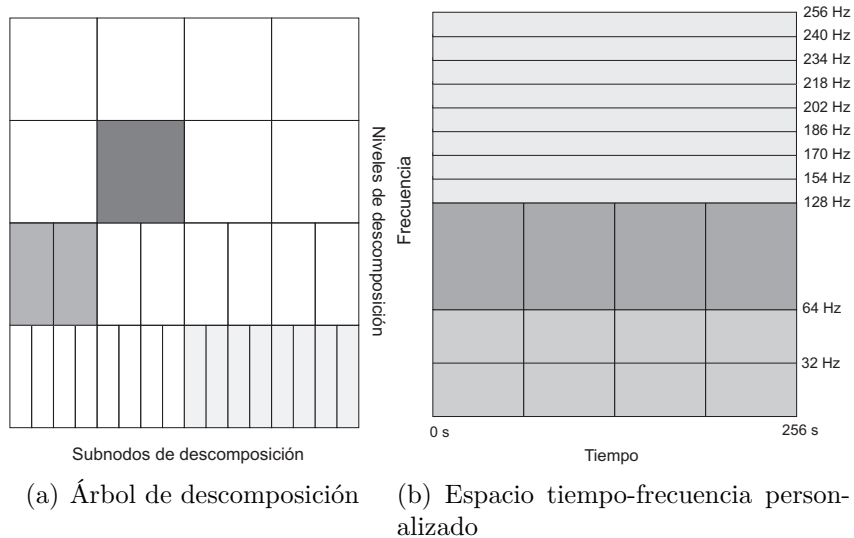 256 Hz
240 Hz
234 Hz
218 Hz
202 Hz
186 Hz
170 Hz
154 Hz
128 Hz
64 Hz
32 Hz
Niveles de descomposición
Frecuencia
0 s
256 s
Subnodos de descomposición
Tiempo
(a) Árbol de descomposición
(b) Espacio tiempo-frecuencia person-
alizado